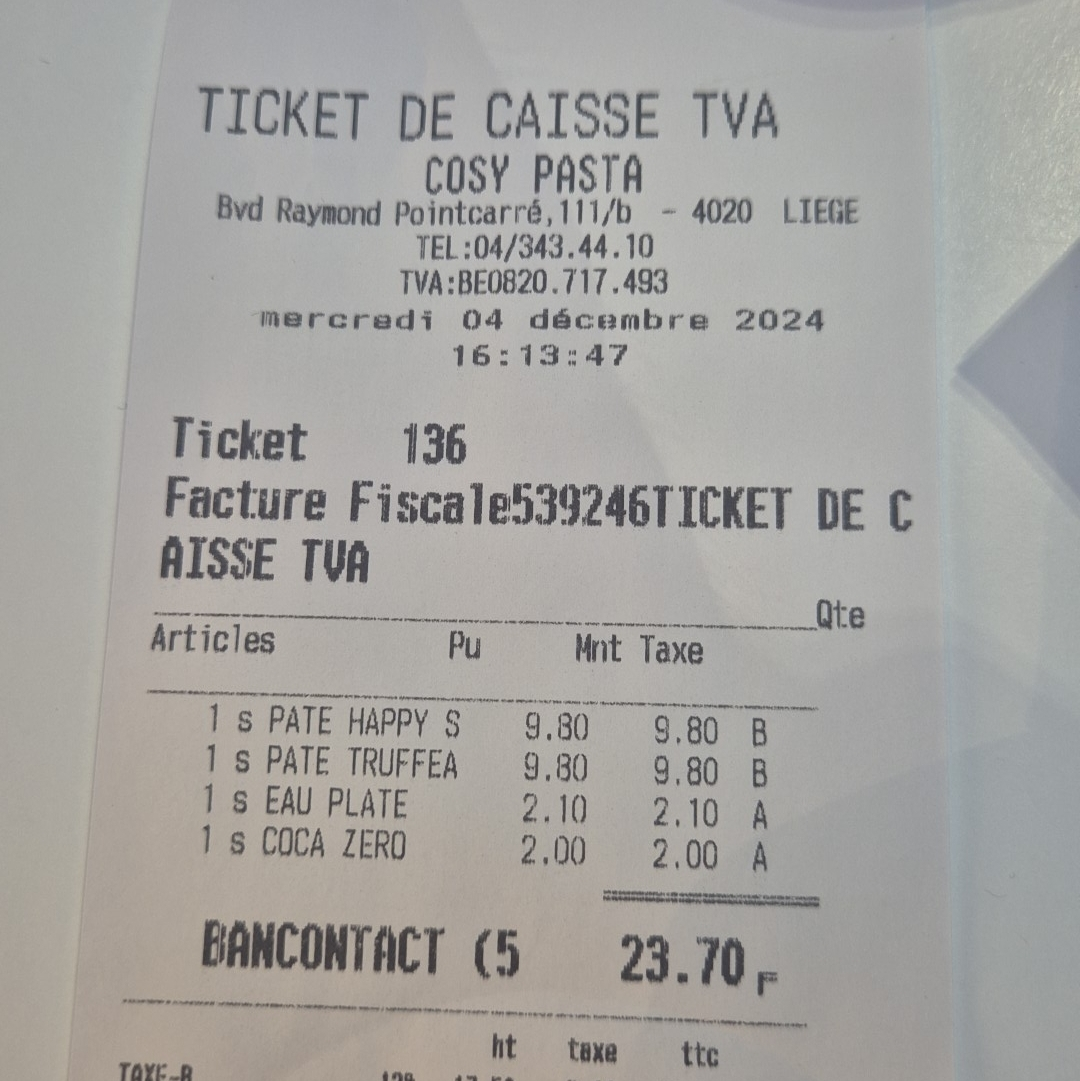 TICKET DE CAISSE TVA
COSY PASTA
Bvd Raymond Pointcarré,111/b - 4020 LIEGE
TEL:04/343.44.10
TVA:BE0820.717.493
mercredi 04 décembre 2024
16:13:47
Ticket 136
Facture Fiscale539246TICKET DE C
AISSE TVA
Qte
Articles Pu Mnt Taxe
1 s PATE HAPPY S 9.80 9.80 B
1 s PATE TRUFFEA 9.80 9.80 B
1 s EAU PLATE 2.10 2.10 A
1 s COCA ZERO 2.00 2.00 A
BANCONTACT (5 23.70
ht taxe ttc
TAXE-B